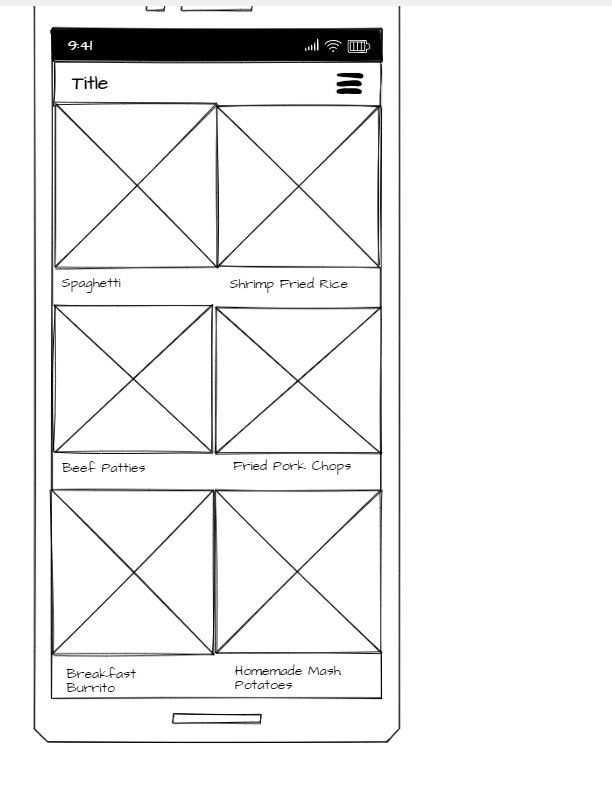 9:41
Title
Spaghetti
Shrimp Fried Rice
Beef Patties
Fried Pork Chops
Breakfast
Burrito
Homemade Mash
Potatoes